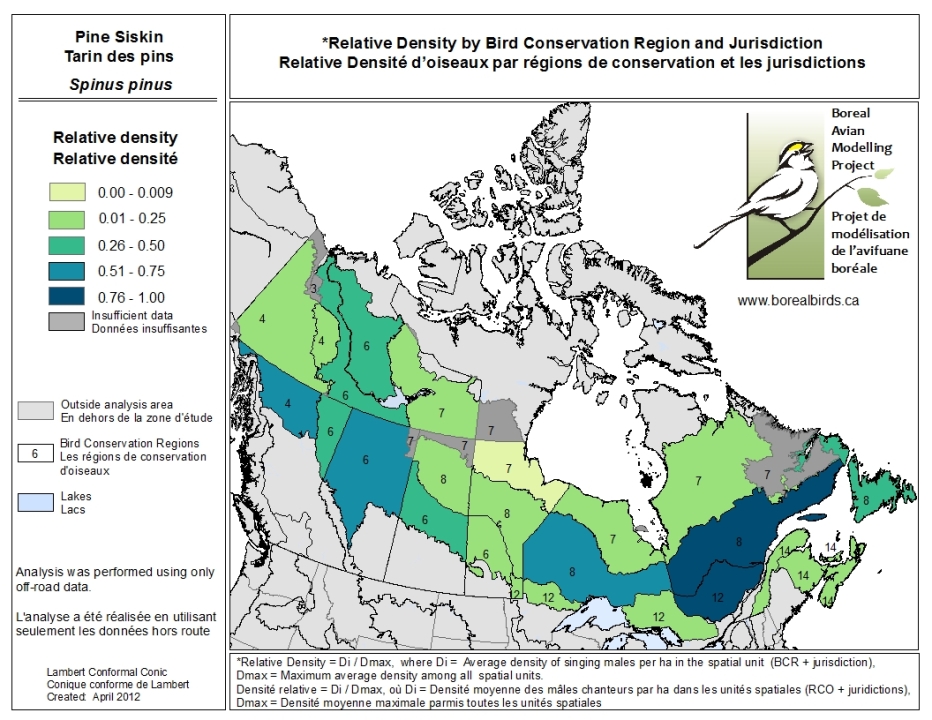 Pine Siskin
Tarin des pins
Spinus pinus
*Relative Density by Bird Conservation Region and Jurisdiction
Relative Densité d'oiseaux par régions de conservation et les jurisdictions
Relative density
Relative densité
0.00 - 0.009
0.01 - 0.25
0.26 - 0.50
0.51 - 0.75
0.76 - 1.00
Insufficient data
Données insuffisantes
Outside analysis area
En dehors de la zone d'étude
6
Bird Conservation Regions
Les régions de conservation
d'oiseaux
Lakes
Lacs
Analysis was performed using only
off-road data.
L'analyse a été réalisée en utilisant
seulement les données hors route
Lambert Conformal Conic
Conique conforme de Lambert
Created: April 2012
Boreal
Avian
Modelling
Project
Projet de
modélisation
de l'avifuane
boréale
www.borealbirds.ca
3
4
4
6
6
4
7
7
6
7
7
7
6
8
7
7
7
8
6
8
7
8
6
8
14
14
14
14
14
12
12
12
12
*Relative Density = Di / Dmax, where Di = Average density of singing males per ha in the spatial unit (BCR + jurisdiction),
Dmax = Maximum average density among all spatial units.
Densité relative = Di / Dmax, où Di = Densité moyenne des mâles chanteurs par ha dans les unités spatiales (RCO + juridictions),
Dmax = Densité moyenne maximale parmis toutes les unités spatiales